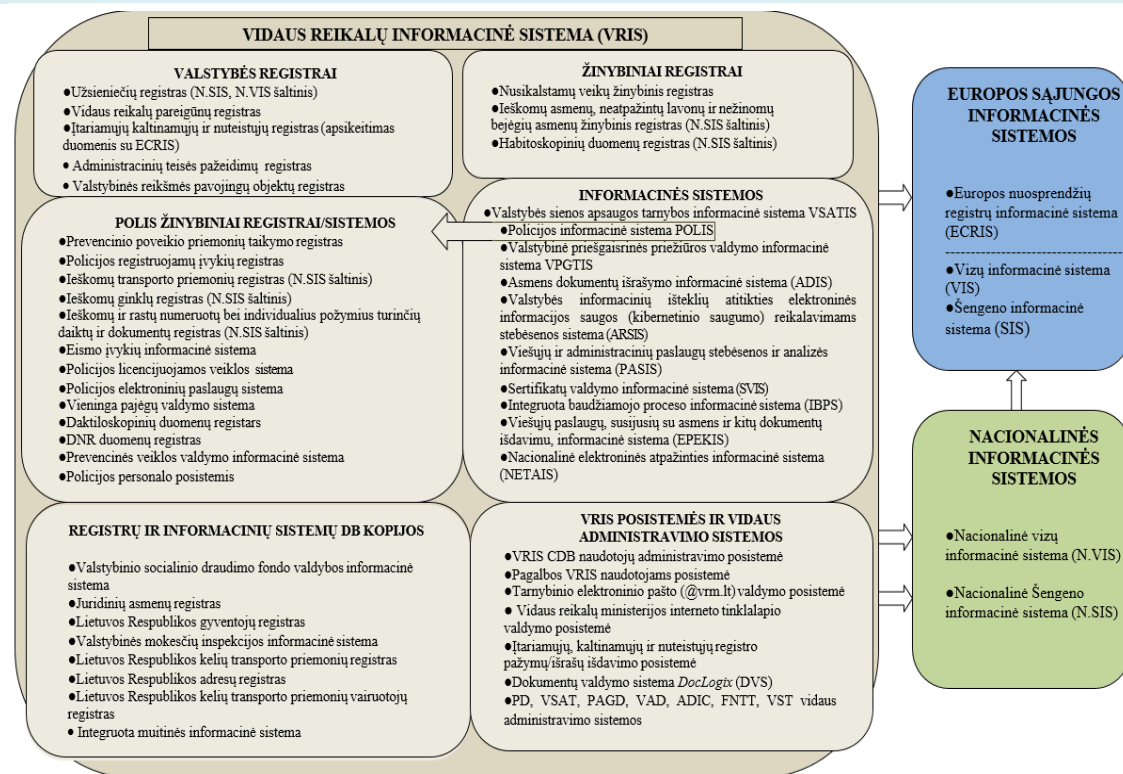 VIDAUS REIKALŲ INFORMACINĖ SISTEMA (VRIS)
VALSTYBĖS REGISTRAI
●Užsieniečių registras (N.SIS, N.VIS šaltinis)
●Vidaus reikalų pareigūnų registras
●Įtariamųjų kaltinamųjų ir nuteistųjų registras (apsikeitimas
duomenis su ECRIS)
● Administracinių teisės pažeidimų registras
● Valstybinės reikšmės pavojingų objektų registras
ŽINYBINIAI REGISTRAI
●Nusikalstamų veikų žinybinis registras
●Ieškomų asmenų, neatpažintų lavonų ir nežinomų
bejėgių asmenų žinybinis registras (N.SIS šaltinis)
●Habitoskopinių duomenų registras (N.SIS šaltinis)
POLIS ŽINYBINIAI REGISTRAI/SISTEMOS
●Prevencinio poveikio priemonių taikymo registras
●Policijos registruojamų įvykių registras
●Ieškomų transporto priemonių registras (N.SIS šaltinis)
●Ieškomų ginklų registras (N.SIS šaltinis)
●Ieškomų ir rastų numeruotų bei individualius požymius turinčių
daiktų ir dokumentų registras (N.SIS šaltinis)
●Eismo įvykių informacinė sistema
●Policijos licencijuojamos veiklos sistema
●Policijos elektroninių paslaugų sistema
●Vieninga pajėgų valdymo sistema
●Daktiloskopinių duomenų registars
●DNR duomenų registras
●Prevencinės veiklos valdymo informacinė sistema
●Policijos personalo posistemis
INFORMACINĖS SISTEMOS
●Valstybės sienos apsaugos tarnybos informacinė sistema VSATIS
●Policijos informacinė sistema POLIS
●Valstybinė priešgaisrinės priežiūros valdymo informacinė
sistema VPGTIS
●Asmens dokumentų išrašymo informacinė sistema (ADIS)
●Valstybės informacinių išteklių atitikties elektroninės
informacijos saugos (kibernetinio saugumo) reikalavimams
stebėsenos sistema (ARSIS)
●Viešųjų ir administracinių paslaugų stebėsenos ir analizės
informacinė sistema (PASIS)
●Sertifikatų valdymo informacinė sistema (SVIS)
●Integruota baudžiamojo proceso informacinė sistema (IBPS)
●Viešųjų paslaugų, susijusių su asmens ir kitų dokumentų
išdavimu, informacinė sistema (EPEKIS)
●Nacionalinė elektroninės atpažinties informacinė sistema
(NETAIS)
REGISTRŲ IR INFORMACINIŲ SISTEMŲ DB KOPIJOS
●Valstybinio socialinio draudimo fondo valdybos informacinė
sistema
●Juridinių asmenų registras
●Lietuvos Respublikos gyventojų registras
●Valstybinės mokesčių inspekcijos informacinė sistema
●Lietuvos Respublikos kelių transporto priemonių registras
●Lietuvos Respublikos adresų registras
●Lietuvos Respublikos kelių transporto priemonių vairuotojų
registras
● Integruota muitinės informacinė sistema
VRIS POSISTEMĖS IR VIDAUS
ADMINISTRAVIMO SISTEMOS
●VRIS CDB naudotojų administravimo posistemė
●Pagalbos VRIS naudotojams posistemė
●Tarnybinio elektroninio pašto (@vrm.lt) valdymo posistemė
● Vidaus reikalų ministerijos interneto tinklalapio
valdymo posistemė
●Įtariamųjų, kaltinamųjų ir nuteistųjų registro
pažymų/išrašų išdavimo posistemė
●Dokumentų valdymo sistema DocLogix (DVS)
●PD, VSAT, PAGD, VAD, ADIC, FNTT, VST vidaus
administravimo sistemos
EUROPOS SĄJUNGOS
INFORMACINĖS
SISTEMOS
●Europos nuosprendžių
registrų informacinė sistema
(ECRIS)
●Vizų informacinė sistema
(VIS)
●Šengeno informacinė
sistema (SIS)
NACIONALINĖS
INFORMACINĖS
SISTEMOS
●Nacionalinė vizų
informacinė sistema (N.VIS)
●Nacionalinė Šengeno
informacinė sistema (N.SIS)